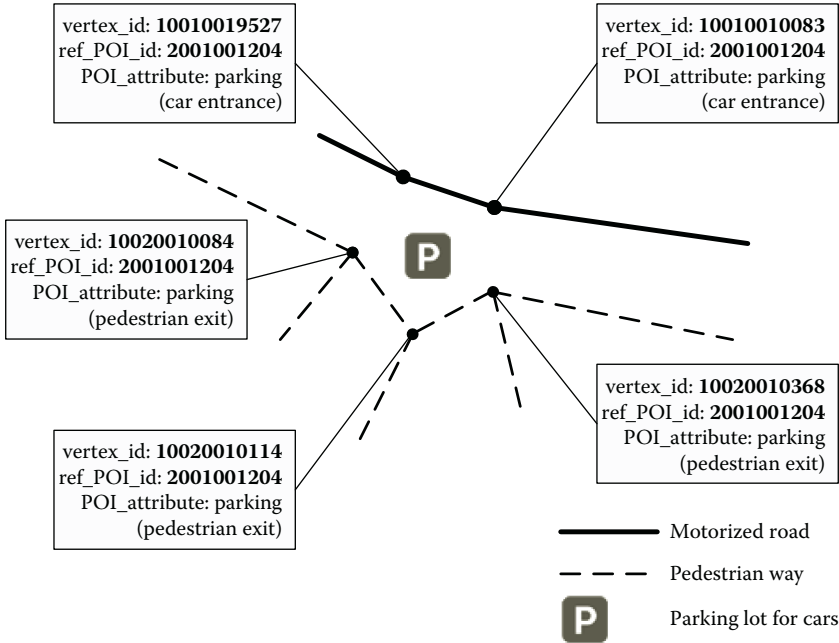 vertex_id: 10010019527
ref_POI_id: 2001001204
POI_attribute: parking
(car entrance)
vertex_id: 10010010083
ref_POI_id: 2001001204
POI_attribute: parking
(car entrance)
vertex_id: 10020010084
ref_POI_id: 2001001204
POI_attribute: parking
(pedestrian exit)
P
vertex_id: 10020010368
ref_POI_id: 2001001204
POI_attribute: parking
(pedestrian exit)
vertex_id: 10020010114
ref_POI_id: 2001001204
POI_attribute: parking
(pedestrian exit)
Motorized road
Pedestrian way
P Parking lot for cars